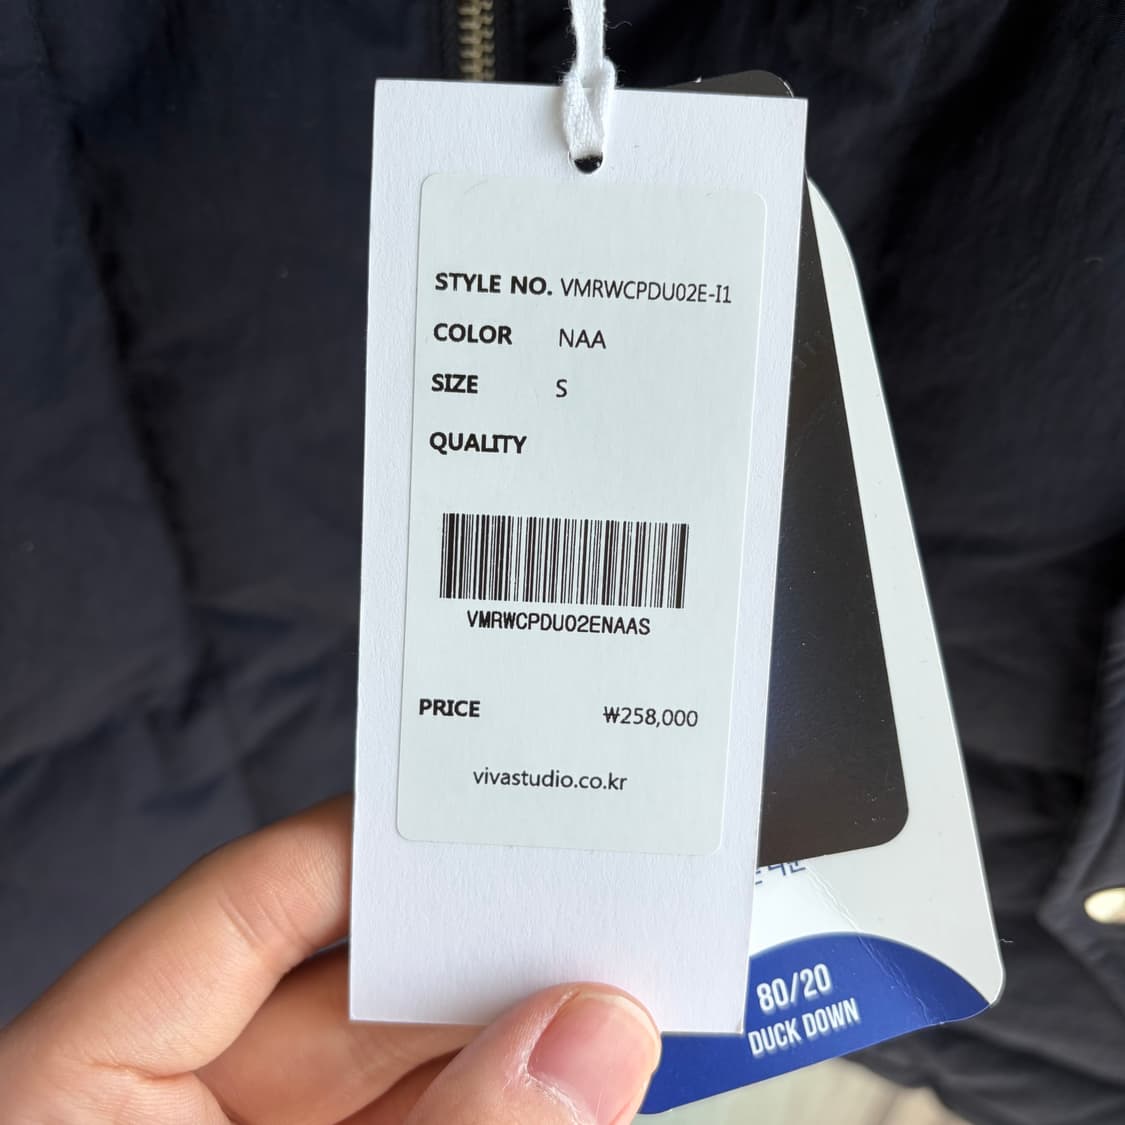 STYLE NO. VMRWCPDU02E-I1
COLOR NAA
SIZE S
QUALITY
VMRWCPDU02ENAAS
PRICE ₩258,000
vivastudio.co.kr
80/20
DUCK DOWN